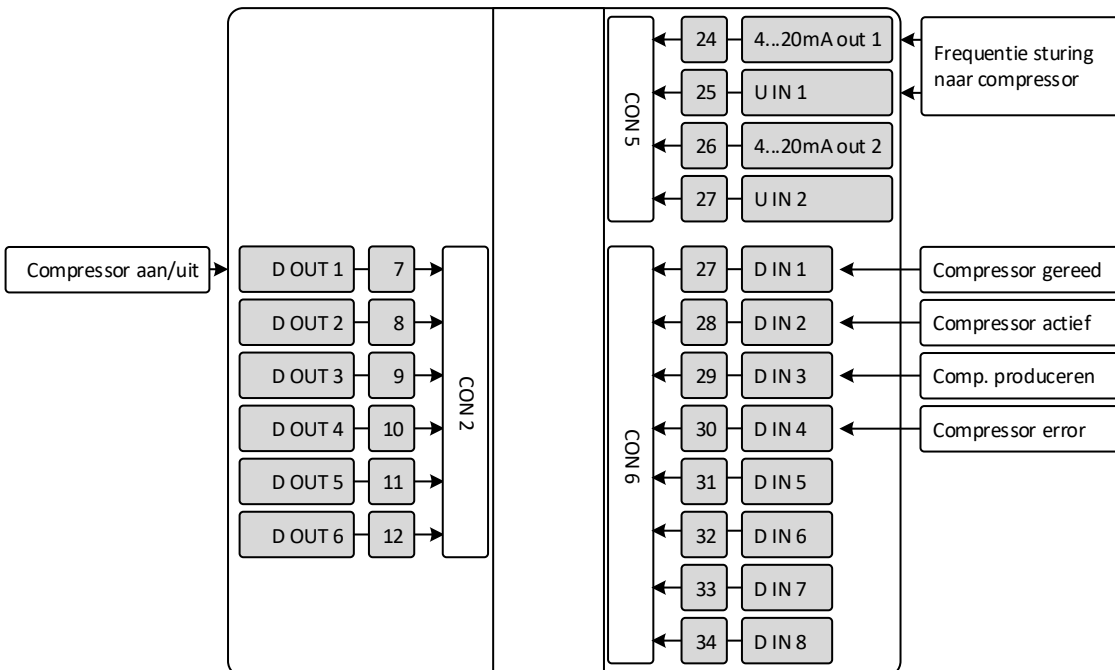 CON 5
24 4...20mA out 1
25 U IN 1
26 4...20mA out 2
27 U IN 2
Frequentie sturing
naar compressor
Compressor aan/uit
D OUT 1 7
D OUT 2 8
D OUT 3 9
D OUT 4 10
D OUT 5 11
D OUT 6 12
CON 2
CON 6
27 D IN 1 Compressor gereed
28 D IN 2 Compressor actief
29 D IN 3 Comp. produceren
30 D IN 4 Compressor error
31 D IN 5
32 D IN 6
33 D IN 7
34 D IN 8